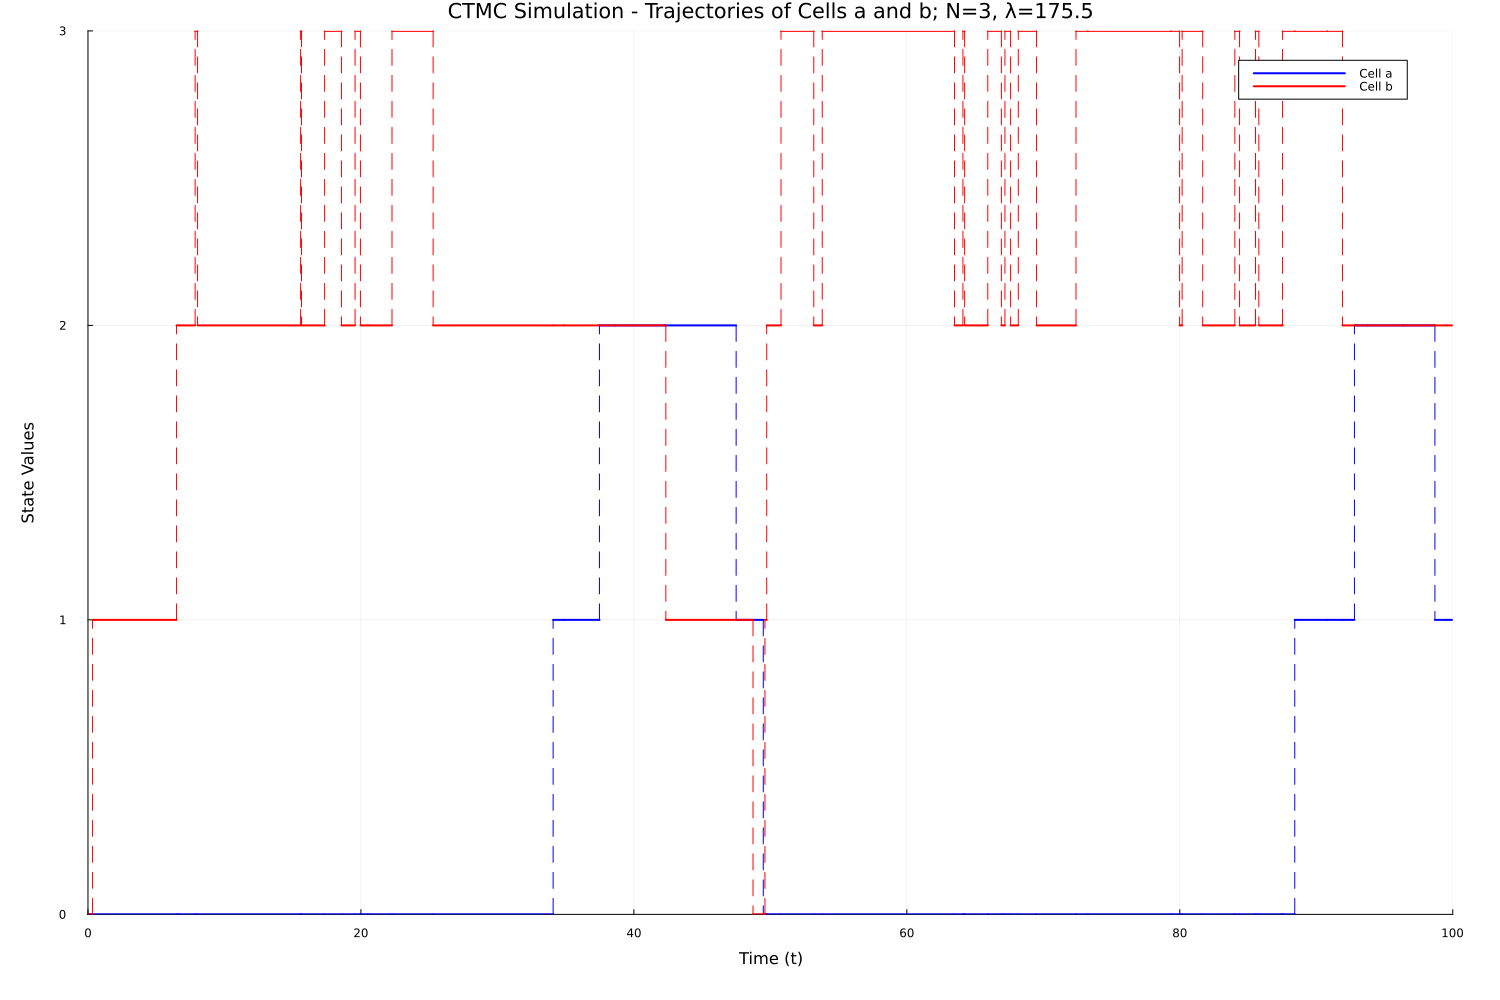 CTMC Simulation - Trajectories of Cells a and b; N=3, λ=175.5
3
Cell a
Cell b
2
State Values
1
0
0 20 40 60 80 100
Time (t)